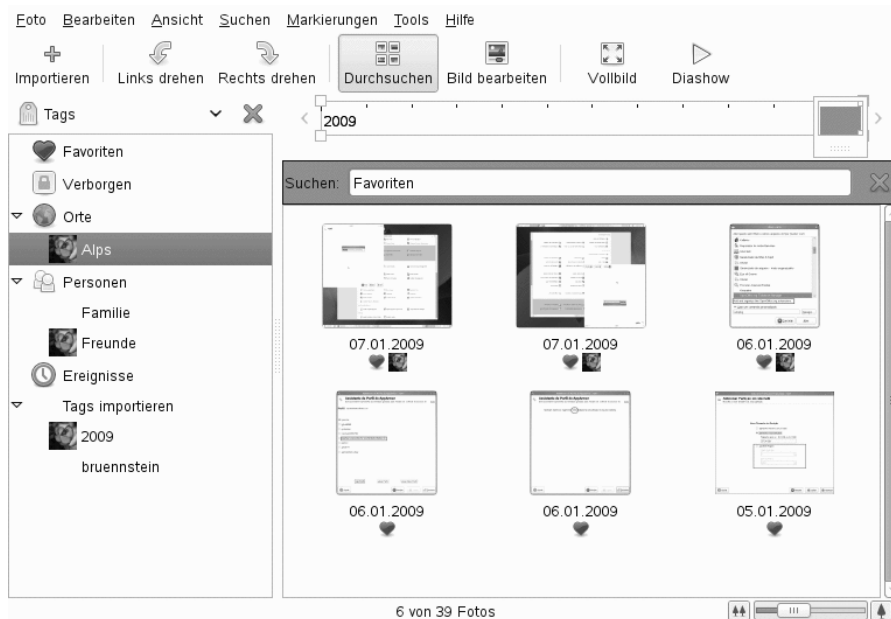 Foto Bearbeiten Ansicht Suchen Markierungen Tools Hilfe
Importieren Links drehen Rechts drehen Durchsuchen Bild bearbeiten Vollbild Diashow
Tags
2009
Favoriten
Verborgen
Orte
Alps
Personen
Familie
Freunde
Ereignisse
Tags importieren
2009
bruennstein
Suchen: Favoriten
07.01.2009 07.01.2009 06.01.2009
06.01.2009 06.01.2009 05.01.2009
6 von 39 Fotos